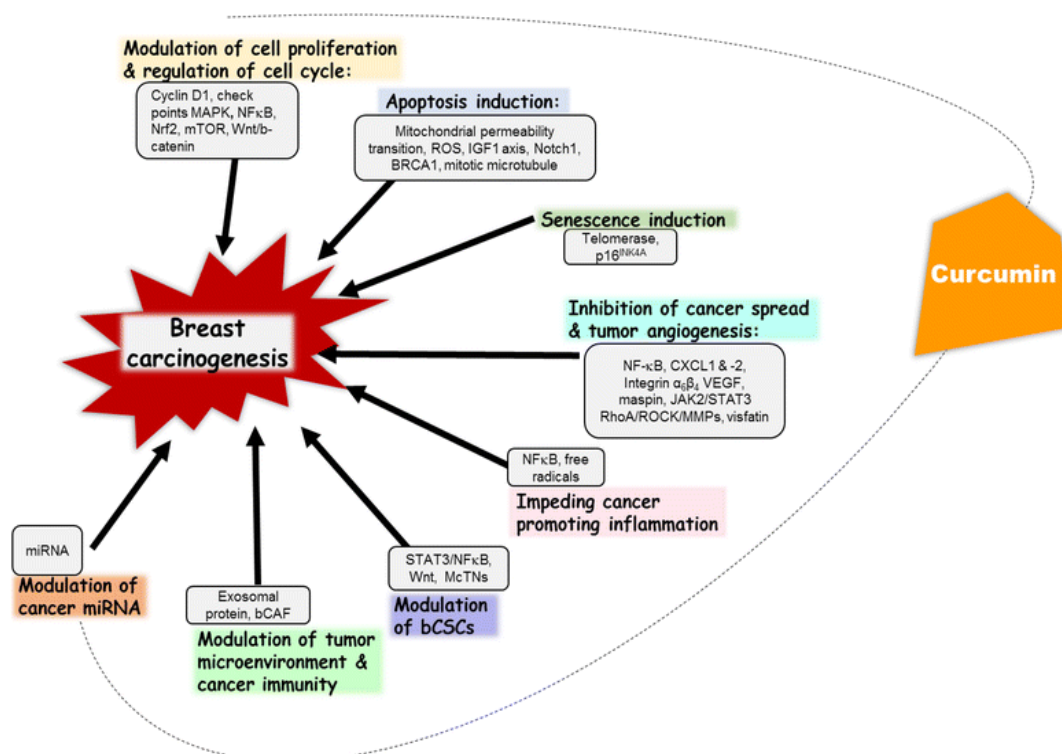 Modulation of cell proliferation
& regulation of cell cycle:
Cyclin D1, check
points MAPK, NFκB,
Nrf2, mTOR, Wnt/b-
catenin
Apoptosis induction:
Mitochondrial permeability
transition, ROS, IGF1 axis, Notch1,
BRCA1, mitotic microtubule
Senescence induction
Telomerase,
p16^INK4A
Curcumin
Inhibition of cancer spread
& tumor angiogenesis:
NF-κB, CXCL1 & -2,
Integrin α₆β₄ VEGF,
maspin, JAK2/STAT3
RhoA/ROCK/MMPs, visfatin
Breast
carcinogenesis
NFκB, free
radicals
Impeding cancer
promoting inflammation
STAT3/NFκB,
Wnt, McTNs
Modulation
of bCSCs
Exosomal
protein, bCAF
Modulation of tumor
microenvironment &
cancer immunity
miRNA
Modulation of
cancer miRNA